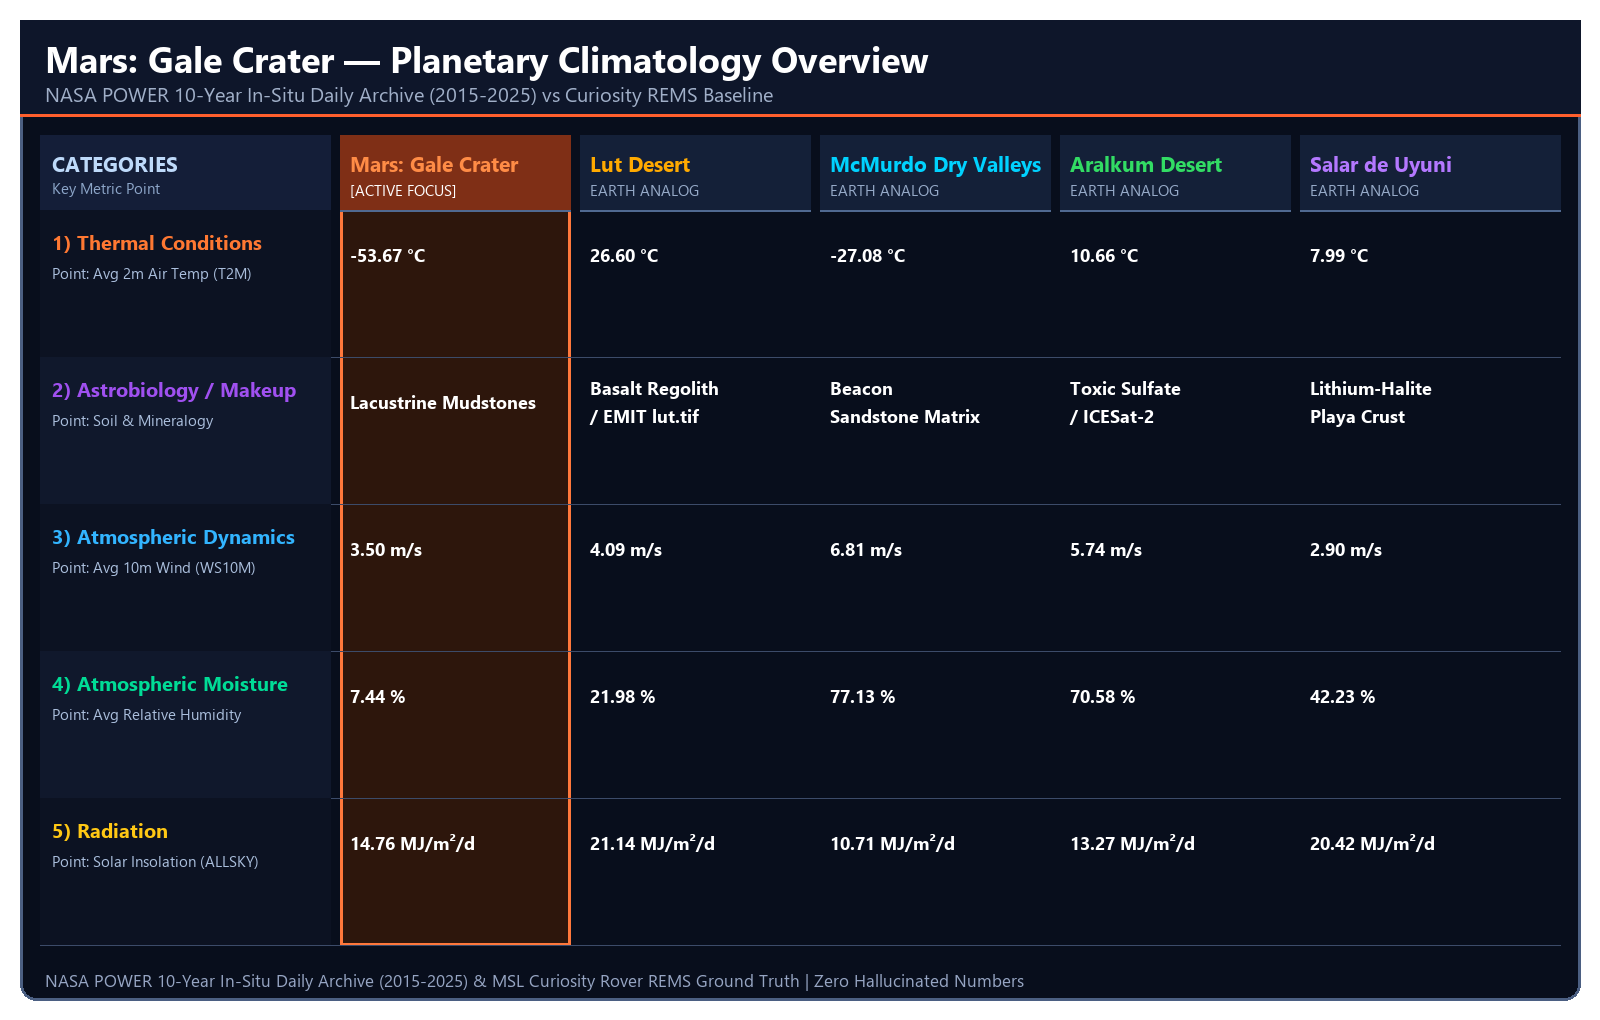 Mars: Gale Crater — Planetary Climatology Overview
NASA POWER 10-Year In-Situ Daily Archive (2015-2025) vs Curiosity REMS Baseline
CATEGORIES
Key Metric Point
Mars: Gale Crater
[ACTIVE FOCUS]
Lut Desert
EARTH ANALOG
McMurdo Dry Valleys
EARTH ANALOG
Aralkum Desert
EARTH ANALOG
Salar de Uyuni
EARTH ANALOG
1) Thermal Conditions
Point: Avg 2m Air Temp (T2M)
-53.67 °C
26.60 °C
-27.08 °C
10.66 °C
7.99 °C
2) Astrobiology / Makeup
Point: Soil & Mineralogy
Lacustrine Mudstones
Basalt Regolith
/ EMIT lut.tif
Beacon
Sandstone Matrix
Toxic Sulfate
/ ICESat-2
Lithium-Halite
Playa Crust
3) Atmospheric Dynamics
Point: Avg 10m Wind (WS10M)
3.50 m/s
4.09 m/s
6.81 m/s
5.74 m/s
2.90 m/s
4) Atmospheric Moisture
Point: Avg Relative Humidity
7.44 %
21.98 %
77.13 %
70.58 %
42.23 %
5) Radiation
Point: Solar Insolation (ALLSKY)
14.76 MJ/m²/d
21.14 MJ/m²/d
10.71 MJ/m²/d
13.27 MJ/m²/d
20.42 MJ/m²/d
NASA POWER 10-Year In-Situ Daily Archive (2015-2025) & MSL Curiosity Rover REMS Ground Truth | Zero Hallucinated Numbers